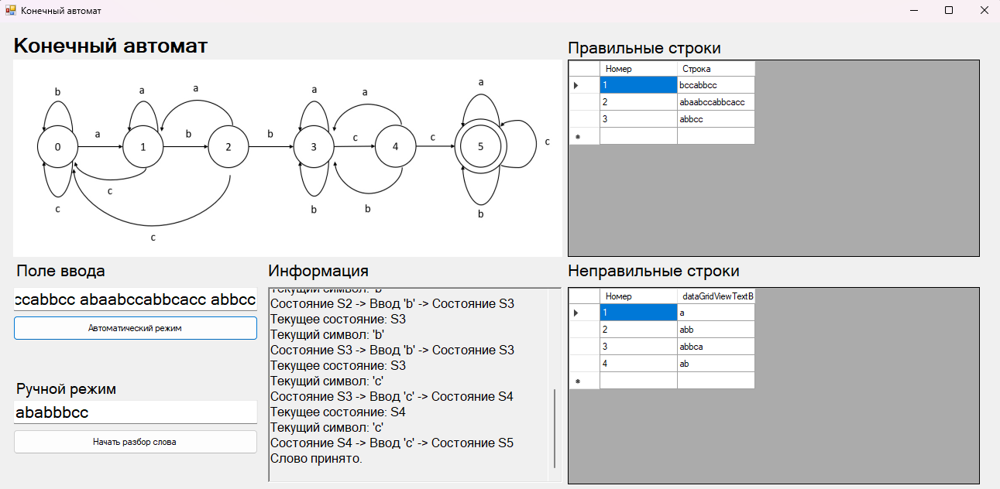 Конечный автомат
Конечный автомат
b a a a a a
0 a 1 b 2 b 3 c 4 c 5 c
c c b b b
c
Поле ввода
ccabbcc abaabccabbcacc abbcc
Автоматический режим
Ручной режим
ababbbcc
Начать разбор слова
Информация
Текущий символ: 'b'
Состояние S2 -> Ввод 'b' -> Состояние S3
Текущее состояние: S3
Текущий символ: 'b'
Состояние S3 -> Ввод 'b' -> Состояние S3
Текущее состояние: S3
Текущий символ: 'c'
Состояние S3 -> Ввод 'c' -> Состояние S4
Текущее состояние: S4
Текущий символ: 'c'
Состояние S4 -> Ввод 'c' -> Состояние S5
Слово принято.
Правильные строки
Номер Строка
1 bccabbcc
2 abaabccabbcacc
3 abbcc
Неправильные строки
Номер dataGridViewTextB
1 a
2 abb
3 abbca
4 ab